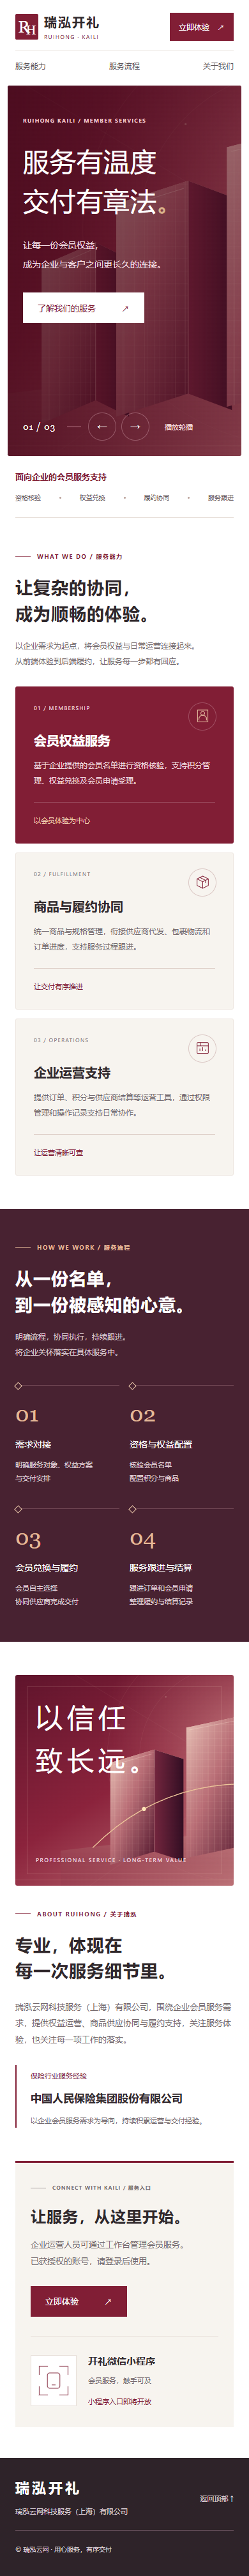 RH
瑞泓开礼
RUIHONG · KAILI
立即体验 ↗
服务能力
服务流程
关于我们
RUIHONG KAILI / MEMBER SERVICES
服务有温度
交付有章法。
让每一份会员权益，
成为企业与客户之间更长久的连接。
了解我们的服务 ↗
01 / 03
← →
播放轮播
面向企业的会员服务支持
资格核验 · 权益兑换 · 履约协同 · 服务跟进
WHAT WE DO / 服务能力
让复杂的协同，
成为顺畅的体验。
以企业需求为起点，将会员权益与日常运营连接起来。
从前端体验到后端履约，让服务每一步都有回应。
01 / MEMBERSHIP
会员权益服务
基于企业提供的会员名单进行资格核验，支持积分管
理、权益兑换及会员申请受理。
以会员体验为中心
02 / FULFILLMENT
商品与履约协同
统一商品与规格管理，衔接供应商代发、包裹物流和
订单进度，支持服务过程跟进。
让交付有序推进
03 / OPERATIONS
企业运营支持
提供订单、积分与供应商结算等运营工具，通过权限
管理和操作记录支持日常协作。
让运营清晰可查
HOW WE WORK / 服务流程
从一份名单，
到一份被感知的心意。
明确流程，协同执行，持续跟进。
将企业关怀落实在具体服务中。
01
需求对接
明确服务对象、权益方案
与交付安排
02
资格与权益配置
核验会员名单
配置积分与商品
03
会员兑换与履约
会员自主选择
协同供应商完成交付
04
服务跟进与结算
跟进订单和会员申请
整理履约与结算记录
以信任
致长远。
PROFESSIONAL SERVICE · LONG-TERM VALUE
ABOUT RUIHONG / 关于瑞泓
专业，体现在
每一次服务细节里。
瑞泓云网科技服务（上海）有限公司，围绕企业会员服务需
求，提供权益运营、商品供应协同与履约支持，关注服务体
验，也关注每一项工作的落实。
保险行业服务经验
中国人民保险集团股份有限公司
以企业会员服务需求为导向，持续积累运营与交付经验。
CONNECT WITH KAILI / 服务入口
让服务，从这里开始。
企业运营人员可通过工作台管理会员服务。
已获授权的账号，请登录后使用。
立即体验 ↗
开礼微信小程序
会员服务，触手可及
小程序入口即将开放
瑞泓开礼
瑞泓云网科技服务（上海）有限公司
返回顶部 ↑
© 瑞泓云网 · 用心服务，有序交付